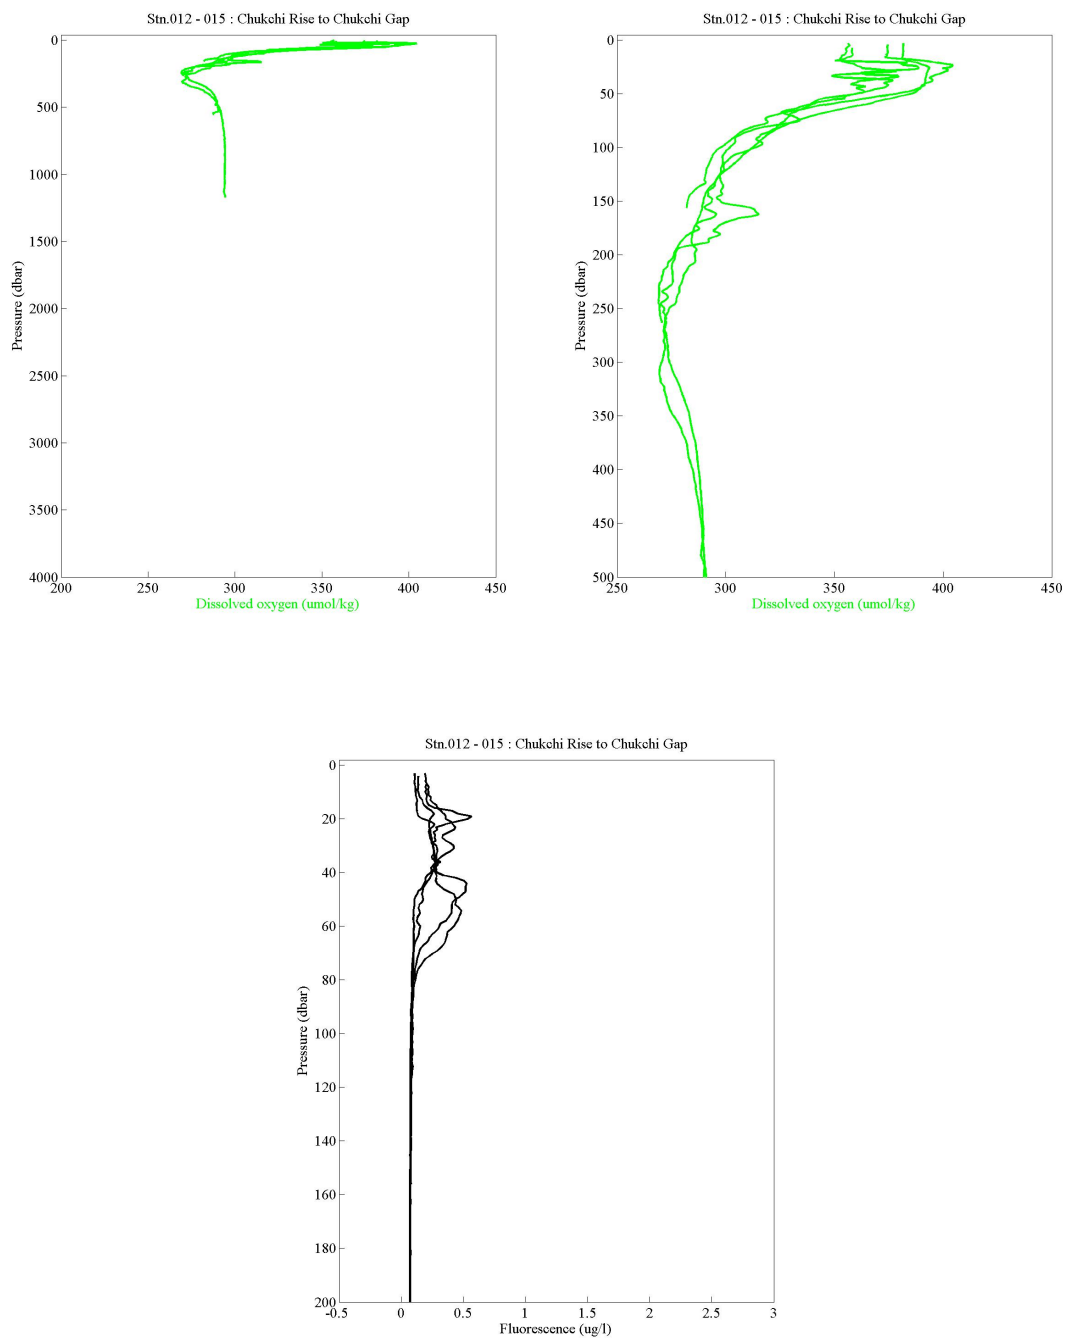 Stn.012 - 015 : Chukchi Rise to Chukchi Gap
0
500
1000
1500
2000
2500
3000
3500
4000
Pressure (dbar)
200 250 300 350 400 450
Dissolved oxygen (umol/kg)
Stn.012 - 015 : Chukchi Rise to Chukchi Gap
0
50
100
150
200
250
300
350
400
450
500
Pressure (dbar)
250 300 350 400 450
Dissolved oxygen (umol/kg)
Stn.012 - 015 : Chukchi Rise to Chukchi Gap
0
20
40
60
80
100
120
140
160
180
200
Pressure (dbar)
-0.5 0 0.5 1 1.5 2 2.5 3
Fluorescence (ug/l)